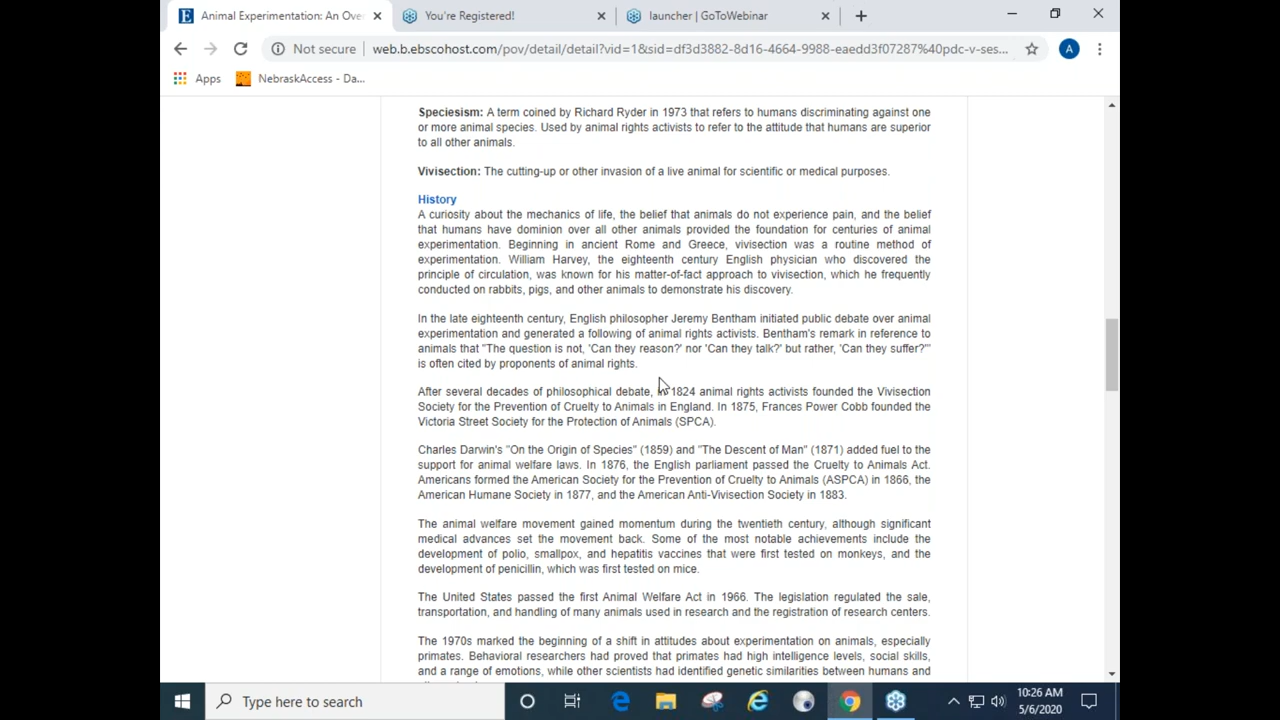 Animal Experimentation: An Ove
You're Registered!
launcher | GoToWebinar
Not secure
web.b.ebscohost.com/pov/detail/detail?vid=1&sid=df3d3882-8d16-4664-9988-eaedd3f07287%40pdc-v-ses...
A
Apps
NebraskAccess - Da...
Speciesism: A term coined by Richard Ryder in 1973 that refers to humans discriminating against one
or more animal species. Used by animal rights activists to refer to the attitude that humans are superior
to all other animals.
Vivisection: The cutting-up or other invasion of a live animal for scientific or medical purposes.
History
A curiosity about the mechanics of life, the belief that animals do not experience pain, and the belief
that humans have dominion over all other animals provided the foundation for centuries of animal
experimentation. Beginning in ancient Rome and Greece, vivisection was a routine method of
experimentation. William Harvey, the eighteenth century English physician who discovered the
principle of circulation, was known for his matter-of-fact approach to vivisection, which he frequently
conducted on rabbits, pigs, and other animals to demonstrate his discovery.
In the late eighteenth century, English philosopher Jeremy Bentham initiated public debate over animal
experimentation and generated a following of animal rights activists. Bentham's remark in reference to
animals that "The question is not, 'Can they reason?' nor 'Can they talk?' but rather, 'Can they suffer?'"
is often cited by proponents of animal rights.
After several decades of philosophical debate, in 1824 animal rights activists founded the Vivisection
Society for the Prevention of Cruelty to Animals in England. In 1875, Frances Power Cobb founded the
Victoria Street Society for the Protection of Animals (SPCA).
Charles Darwin's "On the Origin of Species" (1859) and "The Descent of Man" (1871) added fuel to the
support for animal welfare laws. In 1876, the English parliament passed the Cruelty to Animals Act.
Americans formed the American Society for the Prevention of Cruelty to Animals (ASPCA) in 1866, the
American Humane Society in 1877, and the American Anti-Vivisection Society in 1883.
The animal welfare movement gained momentum during the twentieth century, although significant
medical advances set the movement back. Some of the most notable achievements include the
development of polio, smallpox, and hepatitis vaccines that were first tested on monkeys, and the
development of penicillin, which was first tested on mice.
The United States passed the first Animal Welfare Act in 1966. The legislation regulated the sale,
transportation, and handling of many animals used in research and the registration of research centers.
The 1970s marked the beginning of a shift in attitudes about experimentation on animals, especially
primates. Behavioral researchers had proved that primates had high intelligence levels, social skills,
and a range of emotions, while other scientists had identified genetic similarities between humans and
Type here to search
10:26 AM
5/6/2020